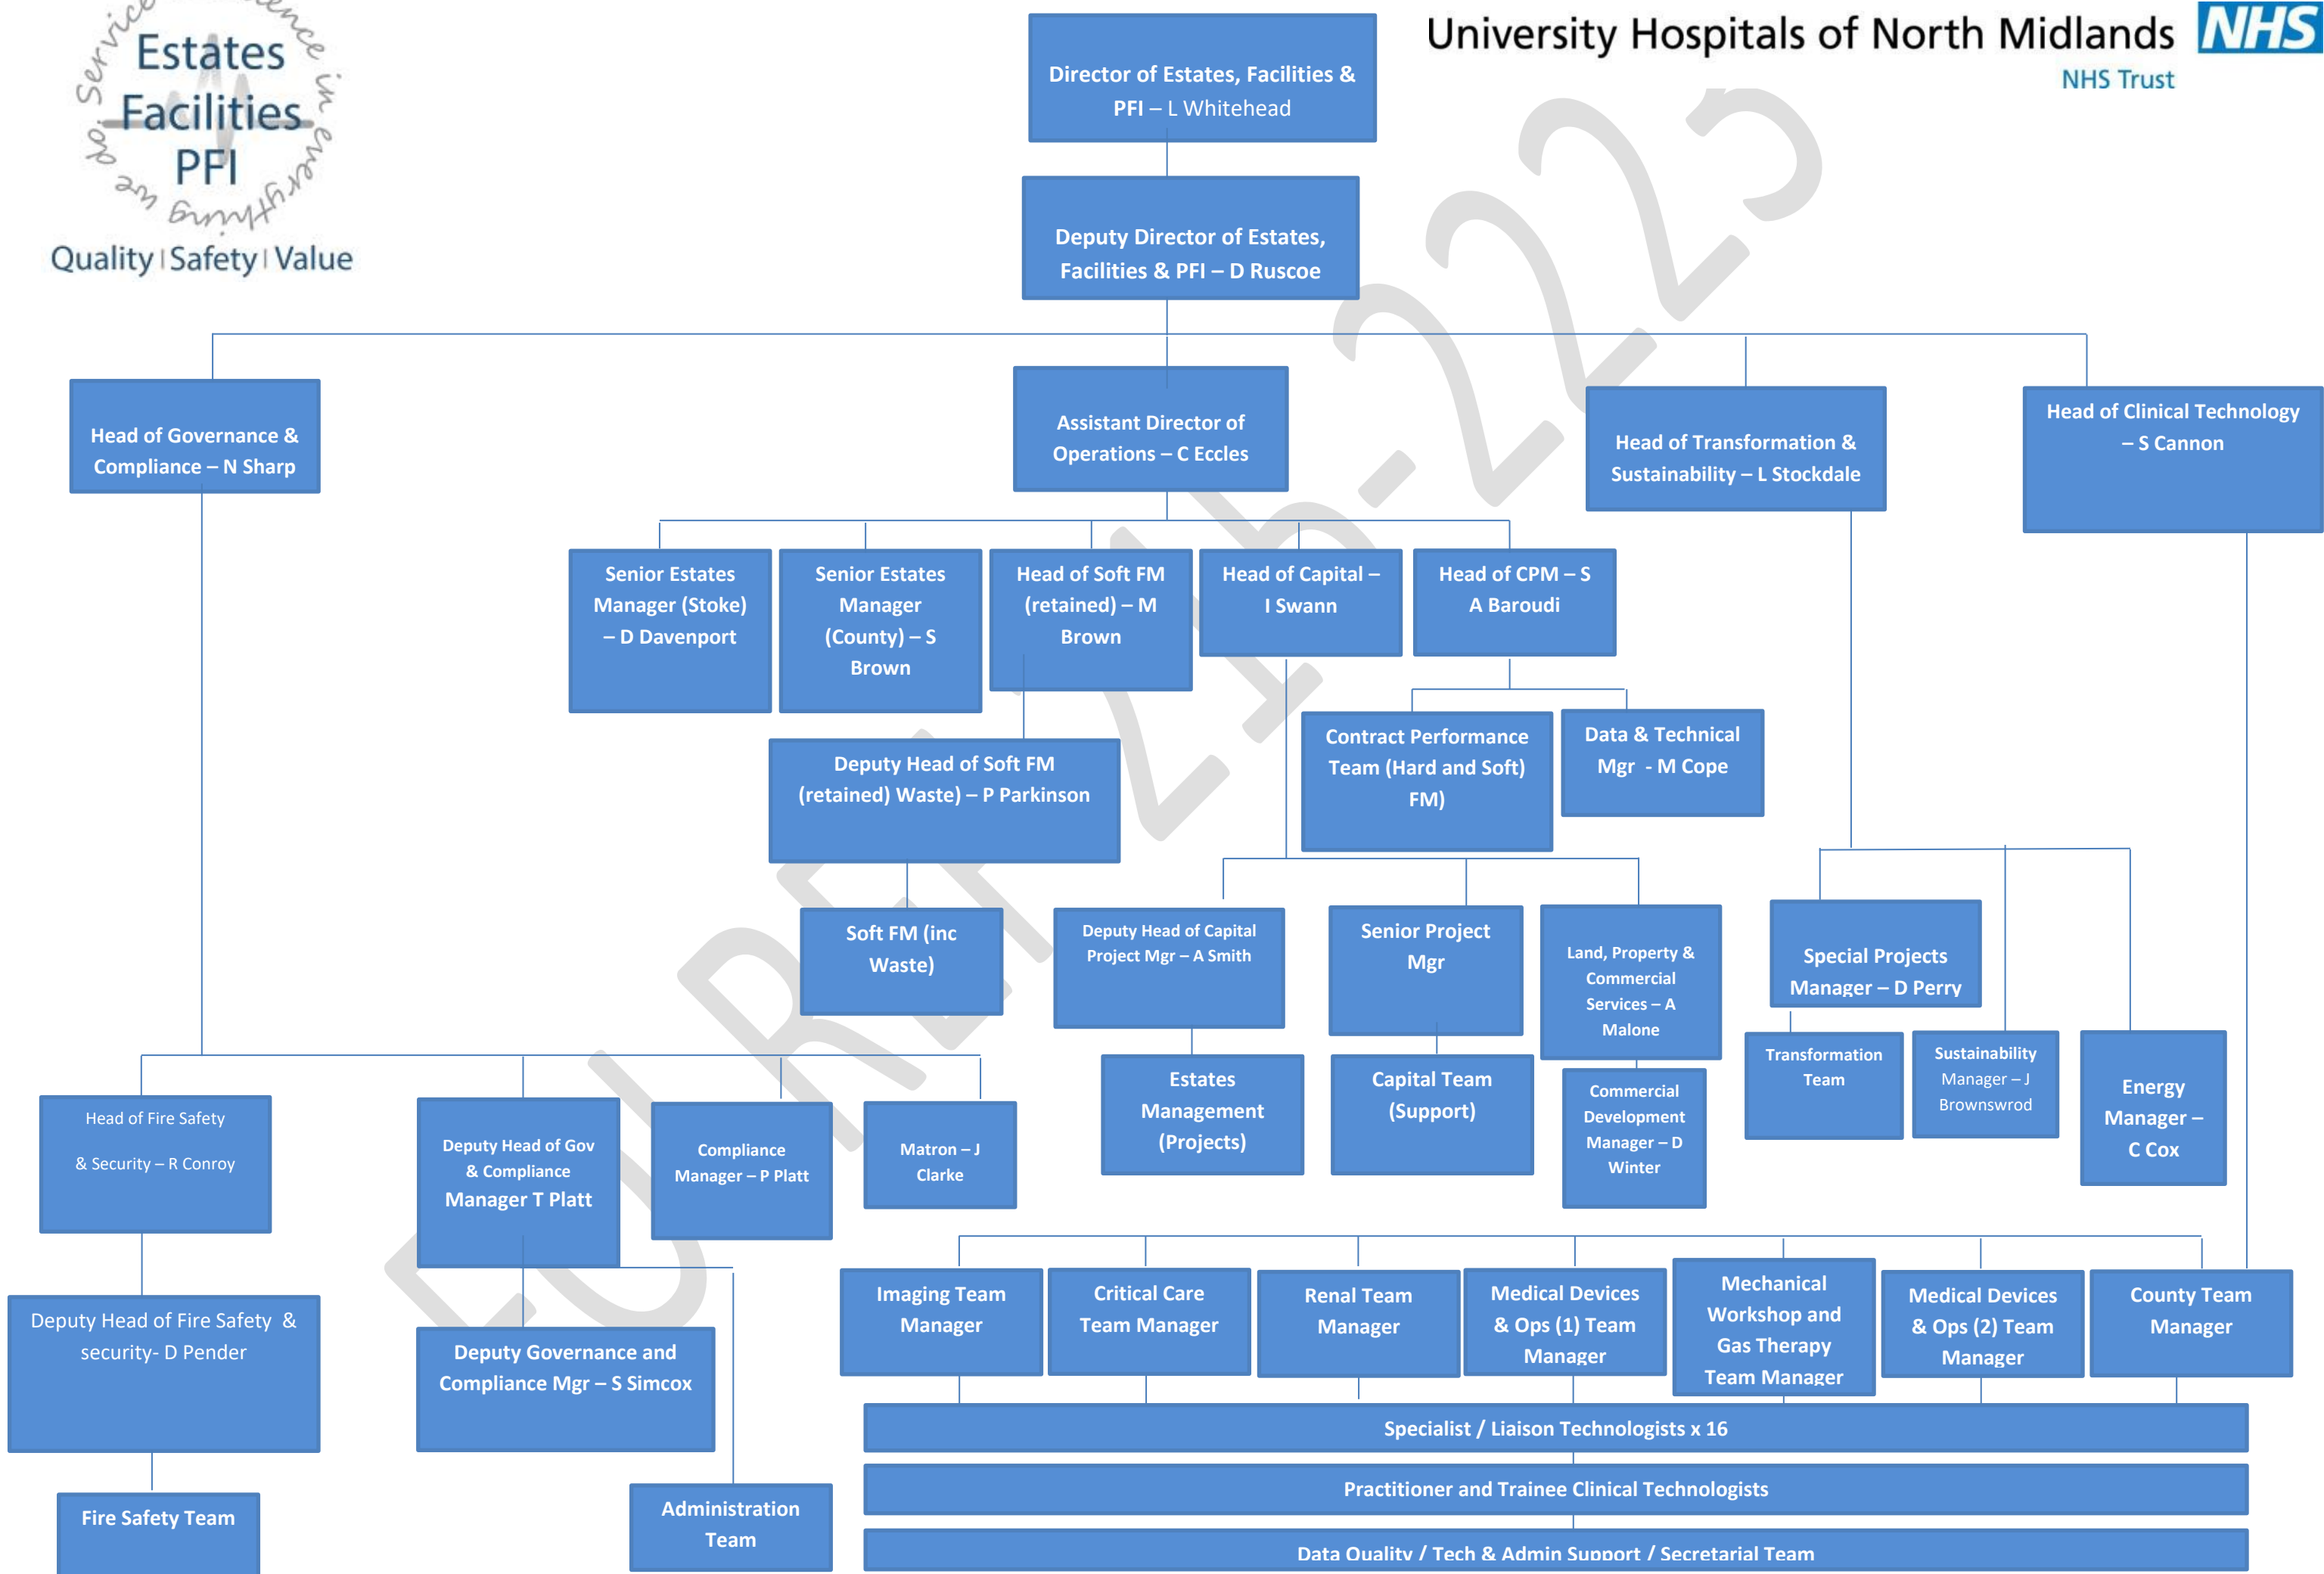 Service
Excellence in everything we do.
Estates
Facilities
PFI
Quality | Safety | Value
University Hospitals of North Midlands NHS
NHS Trust
Director of Estates, Facilities &
PFI – L Whitehead
Deputy Director of Estates,
Facilities & PFI – D Ruscoe
Head of Governance &
Compliance – N Sharp
Assistant Director of
Operations – C Eccles
Head of Transformation &
Sustainability – L Stockdale
Head of Clinical Technology
– S Cannon
Senior Estates
Manager (Stoke)
– D Davenport
Senior Estates
Manager
(County) – S
Brown
Head of Soft FM
(retained) – M
Brown
Head of Capital –
I Swann
Head of CPM – S
A Baroudi
Deputy Head of Soft FM
(retained) Waste) – P Parkinson
Contract Performance
Team (Hard and Soft)
FM)
Data & Technical
Mgr - M Cope
Soft FM (inc
Waste)
Deputy Head of Capital
Project Mgr – A Smith
Senior Project
Mgr
Land, Property &
Commercial
Services – A
Malone
Special Projects
Manager – D Perry
Estates
Management
(Projects)
Capital Team
(Support)
Commercial
Development
Manager – D
Winter
Transformation
Team
Sustainability
Manager – J
Brownswrod
Energy
Manager –
C Cox
Head of Fire Safety
& Security – R Conroy
Deputy Head of Gov
& Compliance
Manager T Platt
Compliance
Manager – P Platt
Matron – J
Clarke
Deputy Head of Fire Safety &
security- D Pender
Deputy Governance and
Compliance Mgr – S Simcox
Fire Safety Team
Administration
Team
Imaging Team
Manager
Critical Care
Team Manager
Renal Team
Manager
Medical Devices
& Ops (1) Team
Manager
Mechanical
Workshop and
Gas Therapy
Team Manager
Medical Devices
& Ops (2) Team
Manager
County Team
Manager
Specialist / Liaison Technologists x 16
Practitioner and Trainee Clinical Technologists
Data Quality / Tech & Admin Support / Secretarial Team